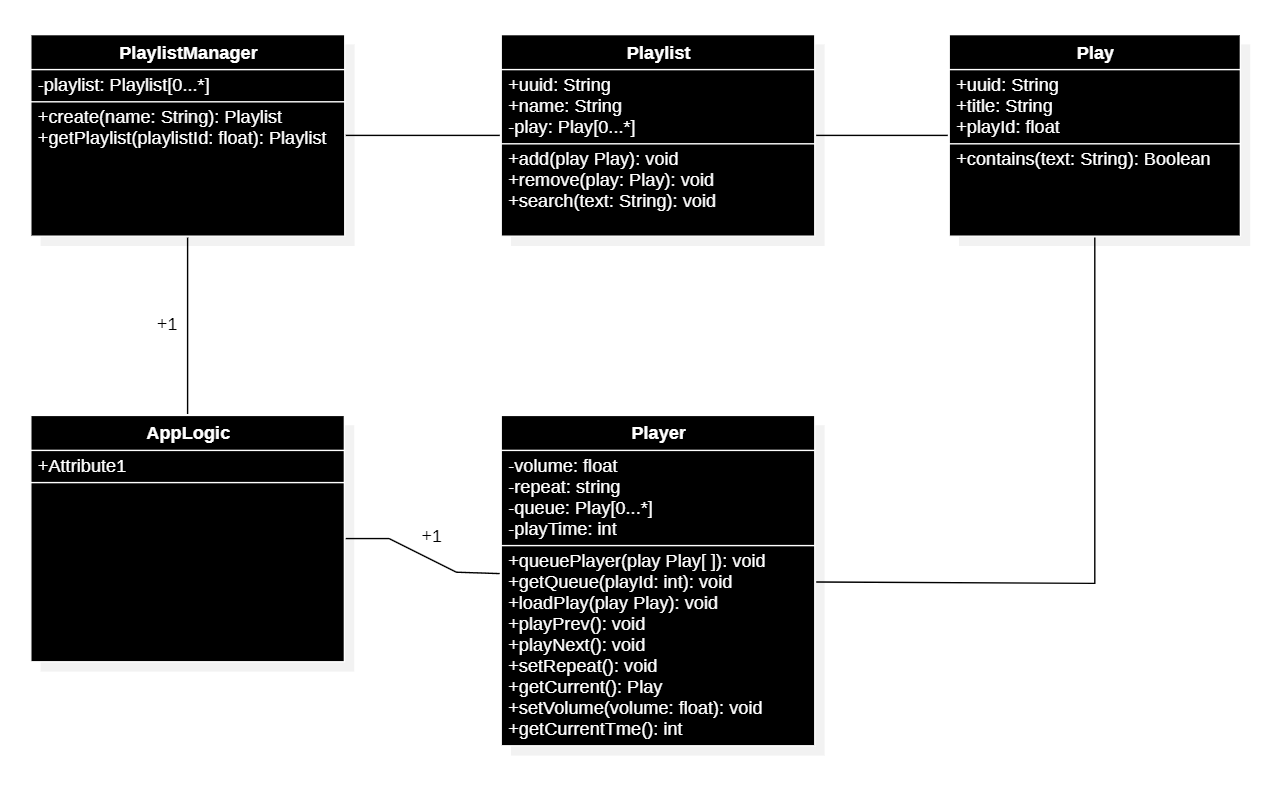 PlaylistManager
-playlist: Playlist[0...*]
+create(name: String): Playlist
+getPlaylist(playlistId: float): Playlist
Playlist
+uuid: String
+name: String
-play: Play[0...*]
+add(play Play): void
+remove(play: Play): void
+search(text: String): void
Play
+uuid: String
+title: String
+playId: float
+contains(text: String): Boolean
+1
AppLogic
+Attribute1
+1
Player
-volume: float
-repeat: string
-queue: Play[0...*]
-playTime: int
+queuePlayer(play Play[ ]): void
+getQueue(playId: int): void
+loadPlay(play Play): void
+playPrev(): void
+playNext(): void
+setRepeat(): void
+getCurrent(): Play
+setVolume(volume: float): void
+getCurrentTme(): int